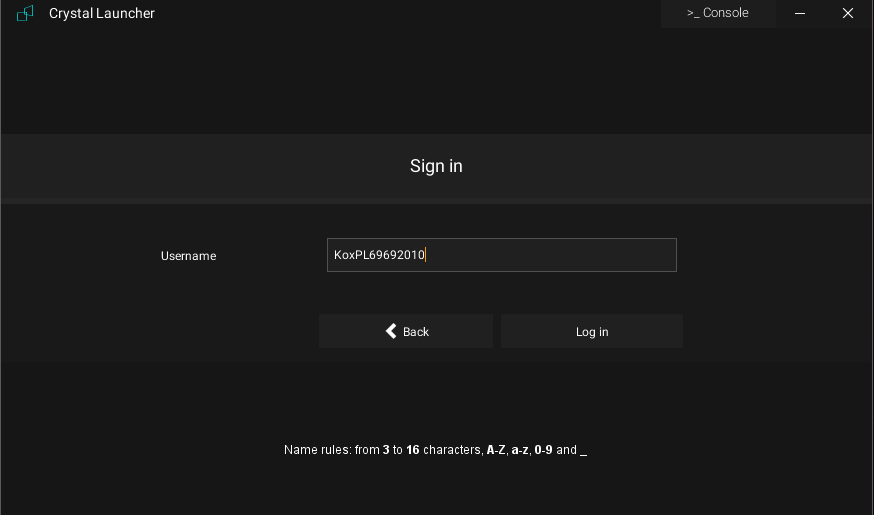 Crystal Launcher
>_ Console
Sign in
Username
KoxPL69692010
Back
Log in
Name rules: from 3 to 16 characters, A-Z, a-z, 0-9 and _